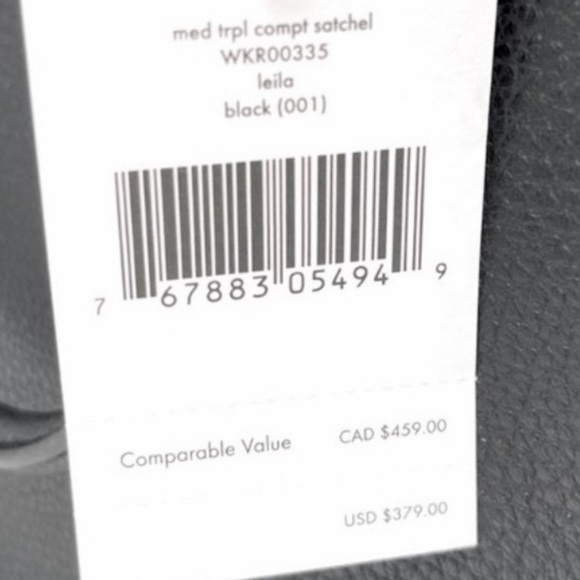 med trpl compt satchel
WKR00335
leila
black (001)
7 67883 05494 9
Comparable Value CAD $459.00
USD $379.00